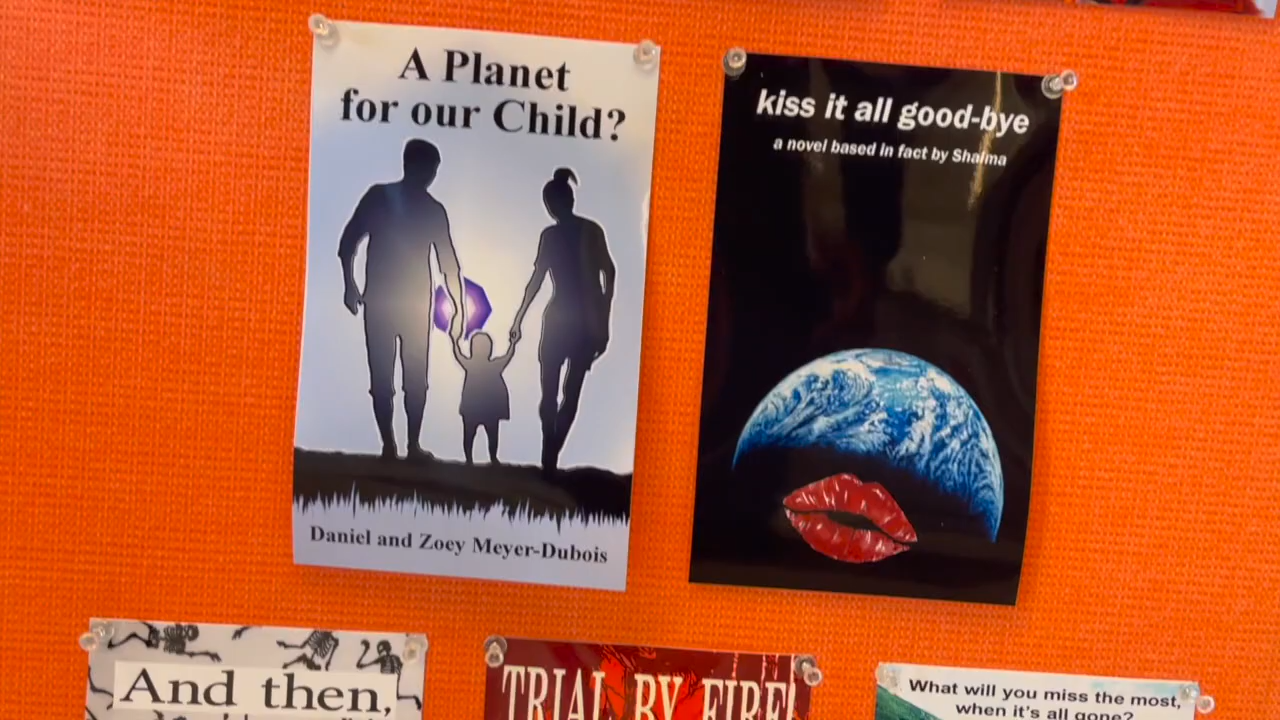 A Planet
for our Child?
Daniel and Zoey Meyer-Dubois
kiss it all good-bye
a novel based in fact by Shalma
And then,
TRIAL BY FIRE!
What will you miss the most,
when it's all gone?